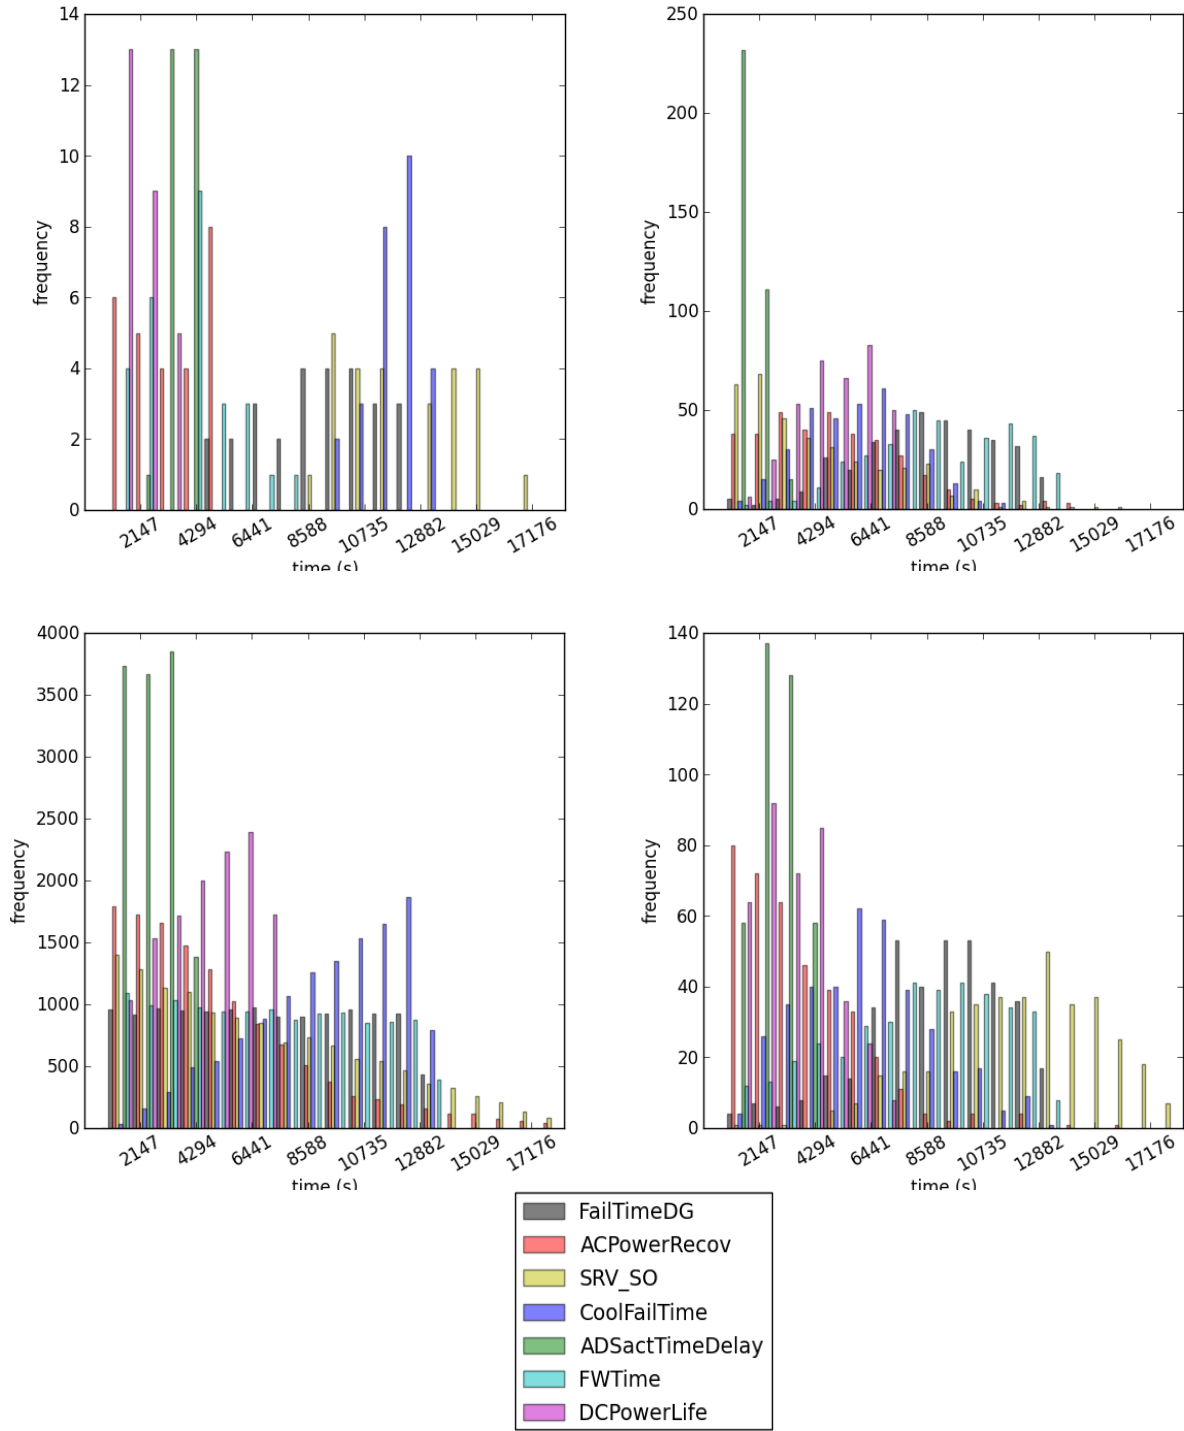 14
12
10
8
6
4
2
0
frequency
2147 4294 6441 8588 10735 12882 15029 17176
time (s)
250
200
150
100
50
0
frequency
2147 4294 6441 8588 10735 12882 15029 17176
time (s)
4000
3500
3000
2500
2000
1500
1000
500
0
frequency
2147 4294 6441 8588 10735 12882 15029 17176
time (s)
140
120
100
80
60
40
20
0
frequency
2147 4294 6441 8588 10735 12882 15029 17176
time (s)
FailTimeDG
ACPowerRecov
SRV_SO
CoolFailTime
ADSactTimeDelay
FWTime
DCPowerLife